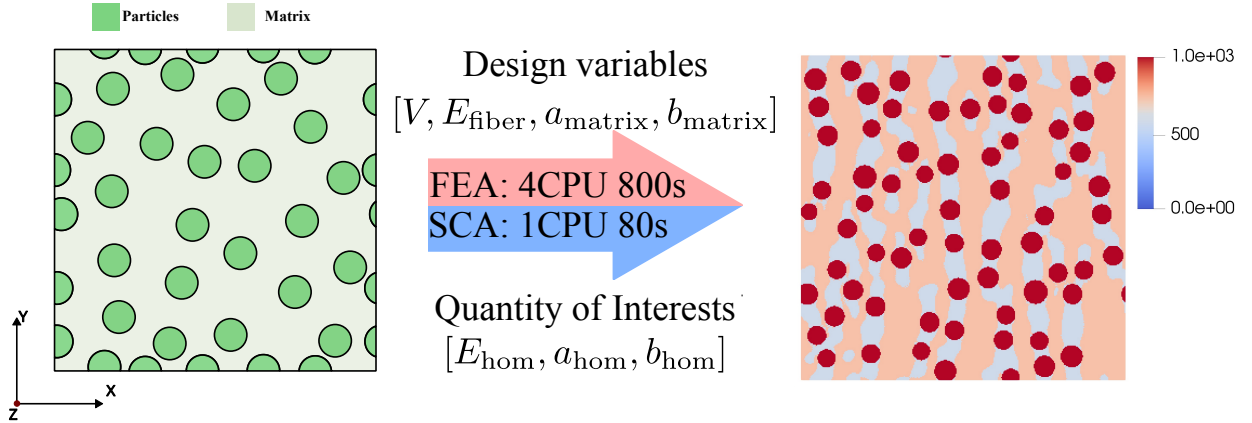 Particles
Matrix
Design variables
[V, E_fiber, a_matrix, b_matrix]
FEA: 4CPU 800s
SCA: 1CPU 80s
Quantity of Interests
[E_hom, a_hom, b_hom]
Y
X
Z
1.0e+03
500
0.0e+00